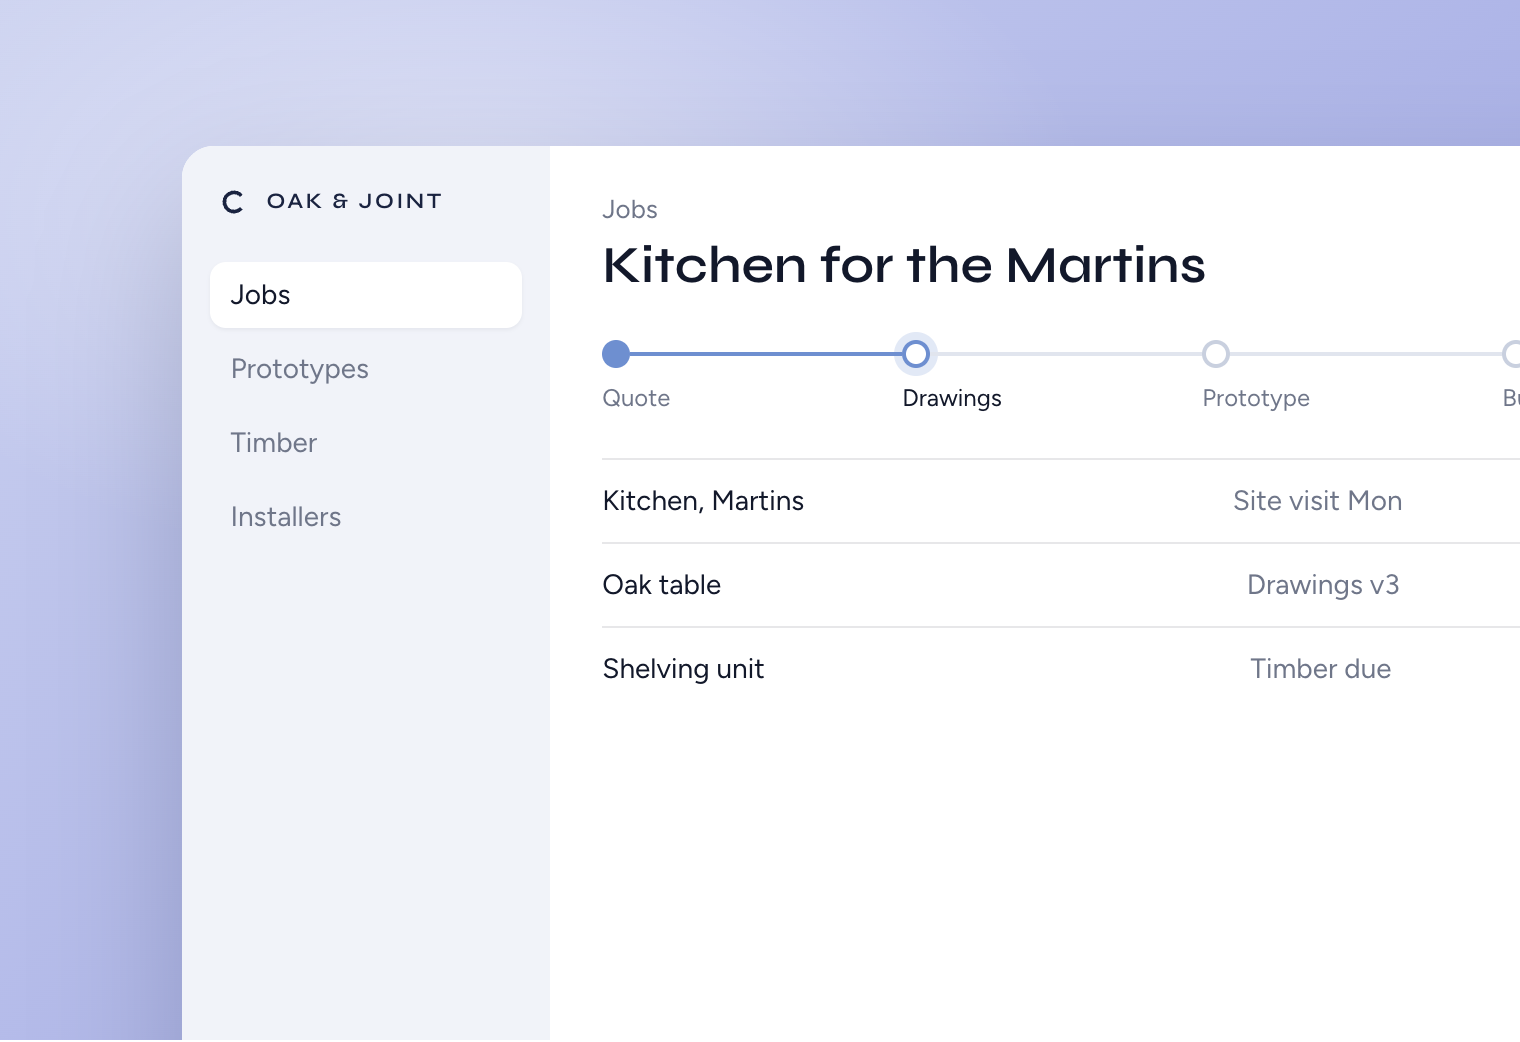 OAK & JOINT
Jobs
Prototypes
Timber
Installers
Jobs
Kitchen for the Martins
Quote Drawings Prototype
Kitchen, Martins Site visit Mon
Oak table Drawings v3
Shelving unit Timber due